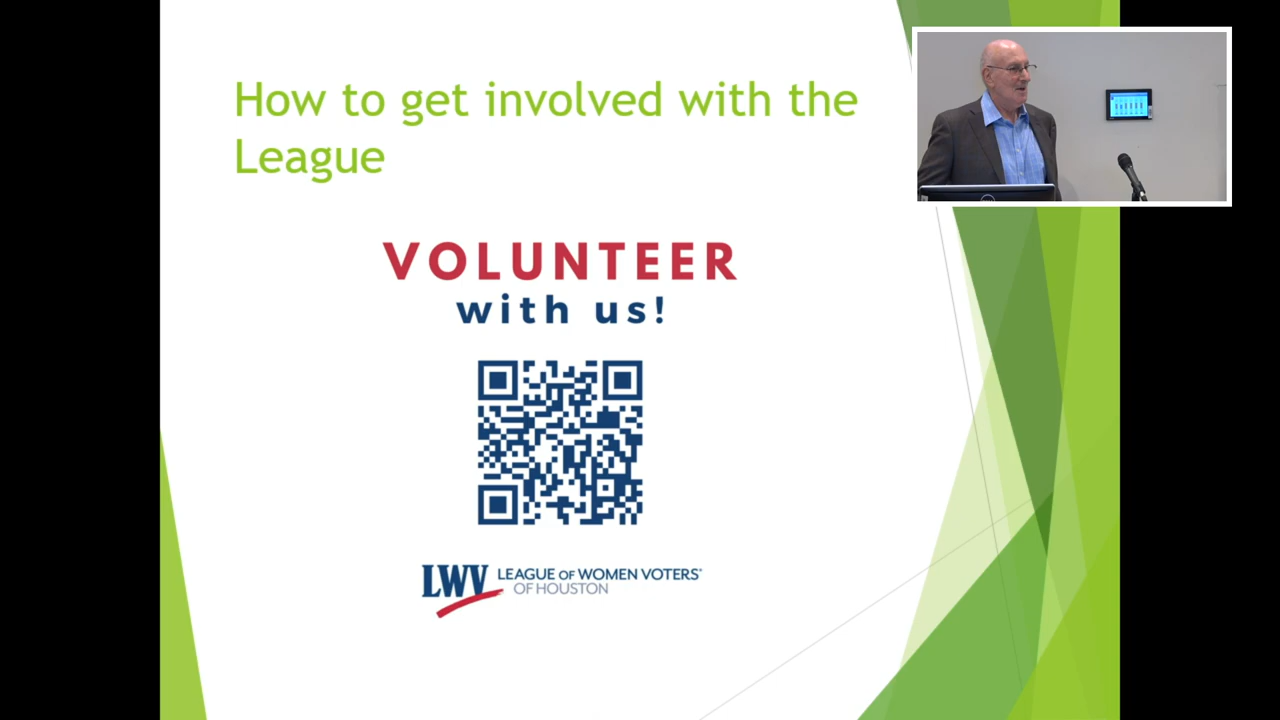 How to get involved with the
League
VOLUNTEER
with us!
LWV LEAGUE OF WOMEN VOTERS®
OF HOUSTON